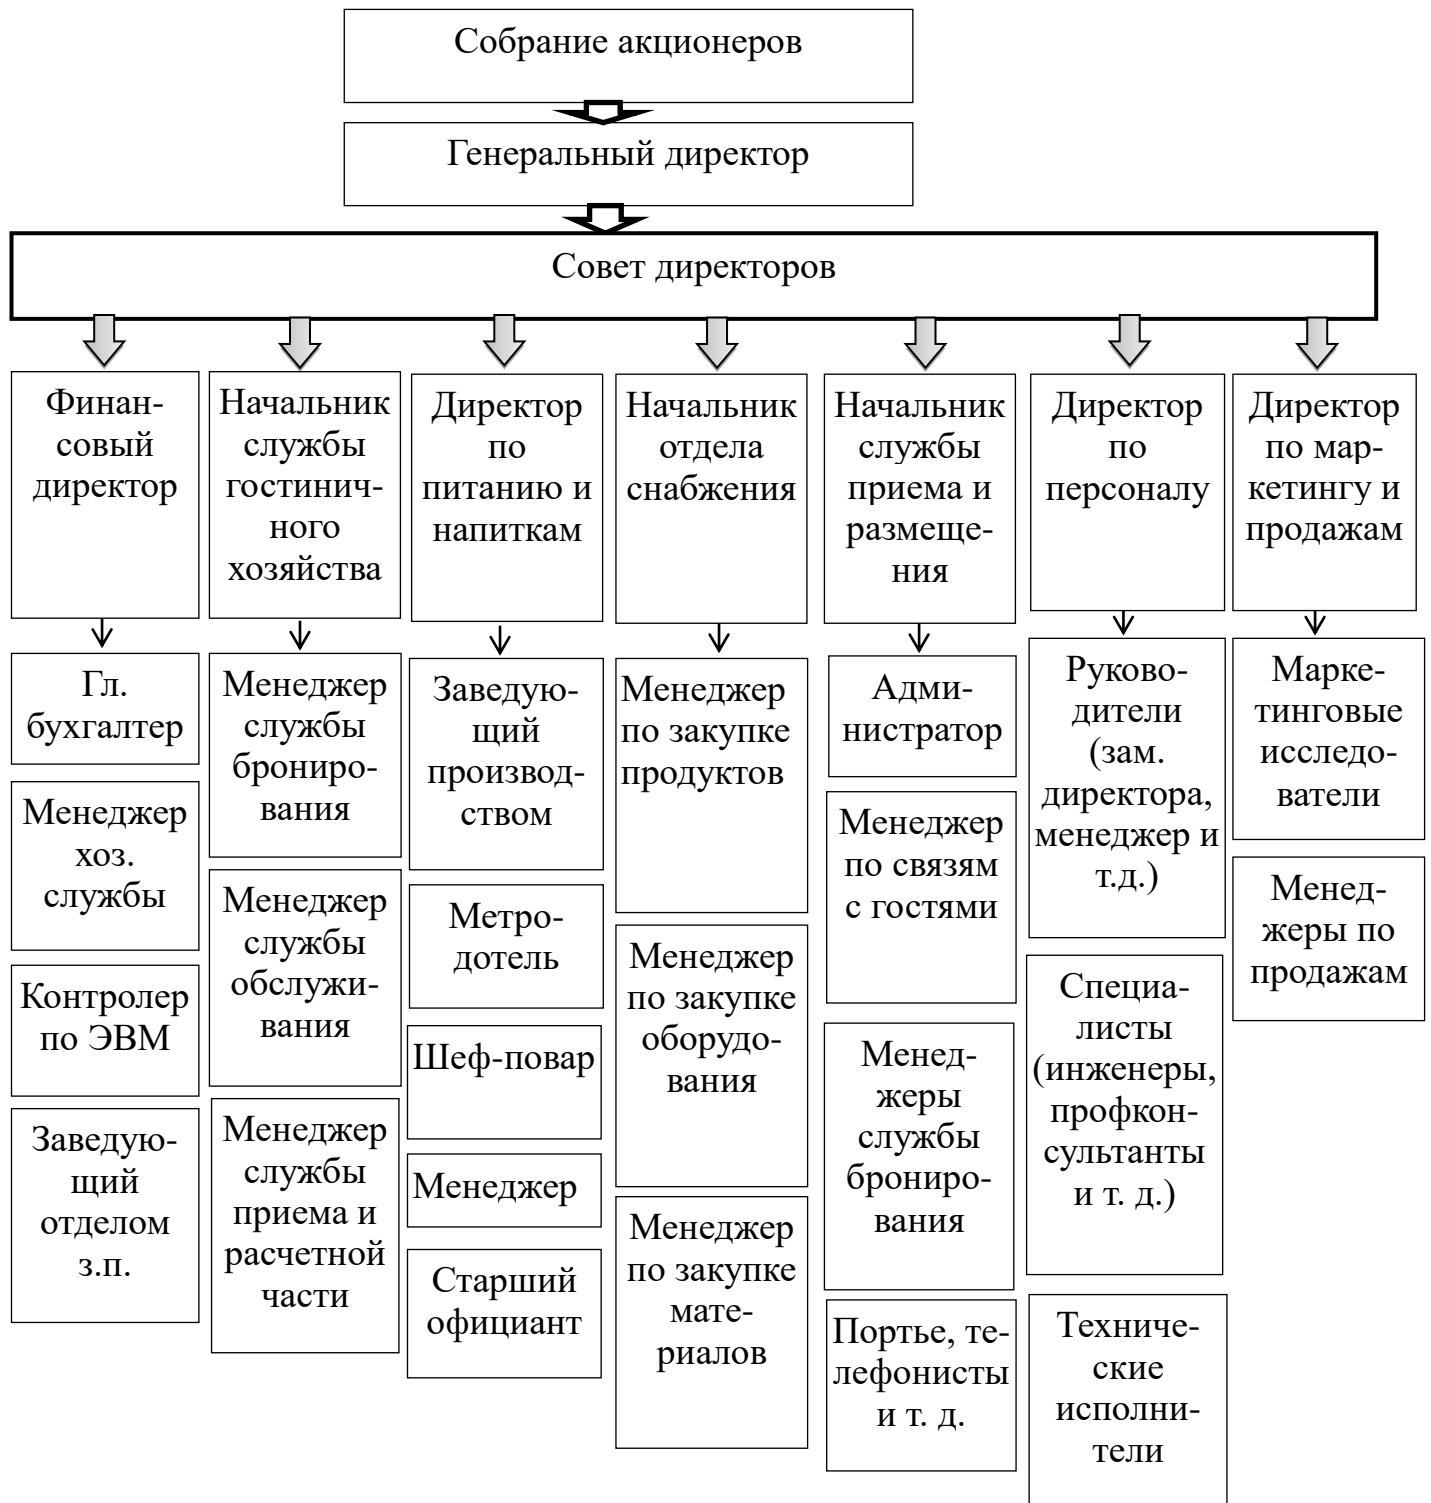 Собрание акционеров
Генеральный директор
Совет директоров
Финан-
совый
директор
Начальник
службы
гостинич-
ного
хозяйства
Директор
по
питанию и
напиткам
Начальник
отдела
снабжения
Начальник
службы
приема и
размеще-
ния
Директор
по
персоналу
Директор
по мар-
кетингу и
продажам
Гл.
бухгалтер
Менеджер
хоз.
службы
Контролер
по ЭВМ
Заведую-
щий
отделом
з.п.
Менеджер
службы
брониро-
вания
Менеджер
службы
обслужи-
вания
Менеджер
службы
приема и
расчетной
части
Заведую-
щий
производ-
ством
Метро-
дотель
Шеф-повар
Менеджер
Старший
официант
Менеджер
по закупке
продуктов
Менеджер
по закупке
оборудо-
вания
Менеджер
по закупке
мате-
риалов
Адми-
нистратор
Менеджер
по связям
с гостями
Менед-
жеры
службы
брониро-
вания
Портье, те-
лефонисты
и т. д.
Руково-
дители
(зам.
директора,
менеджер и
т.д.)
Специа-
листы
(инженеры,
профкон-
сультанты
и т. д.)
Техниче-
ские
исполни-
тели
Марке-
тинговые
исследо-
ватели
Менед-
жеры по
продажам